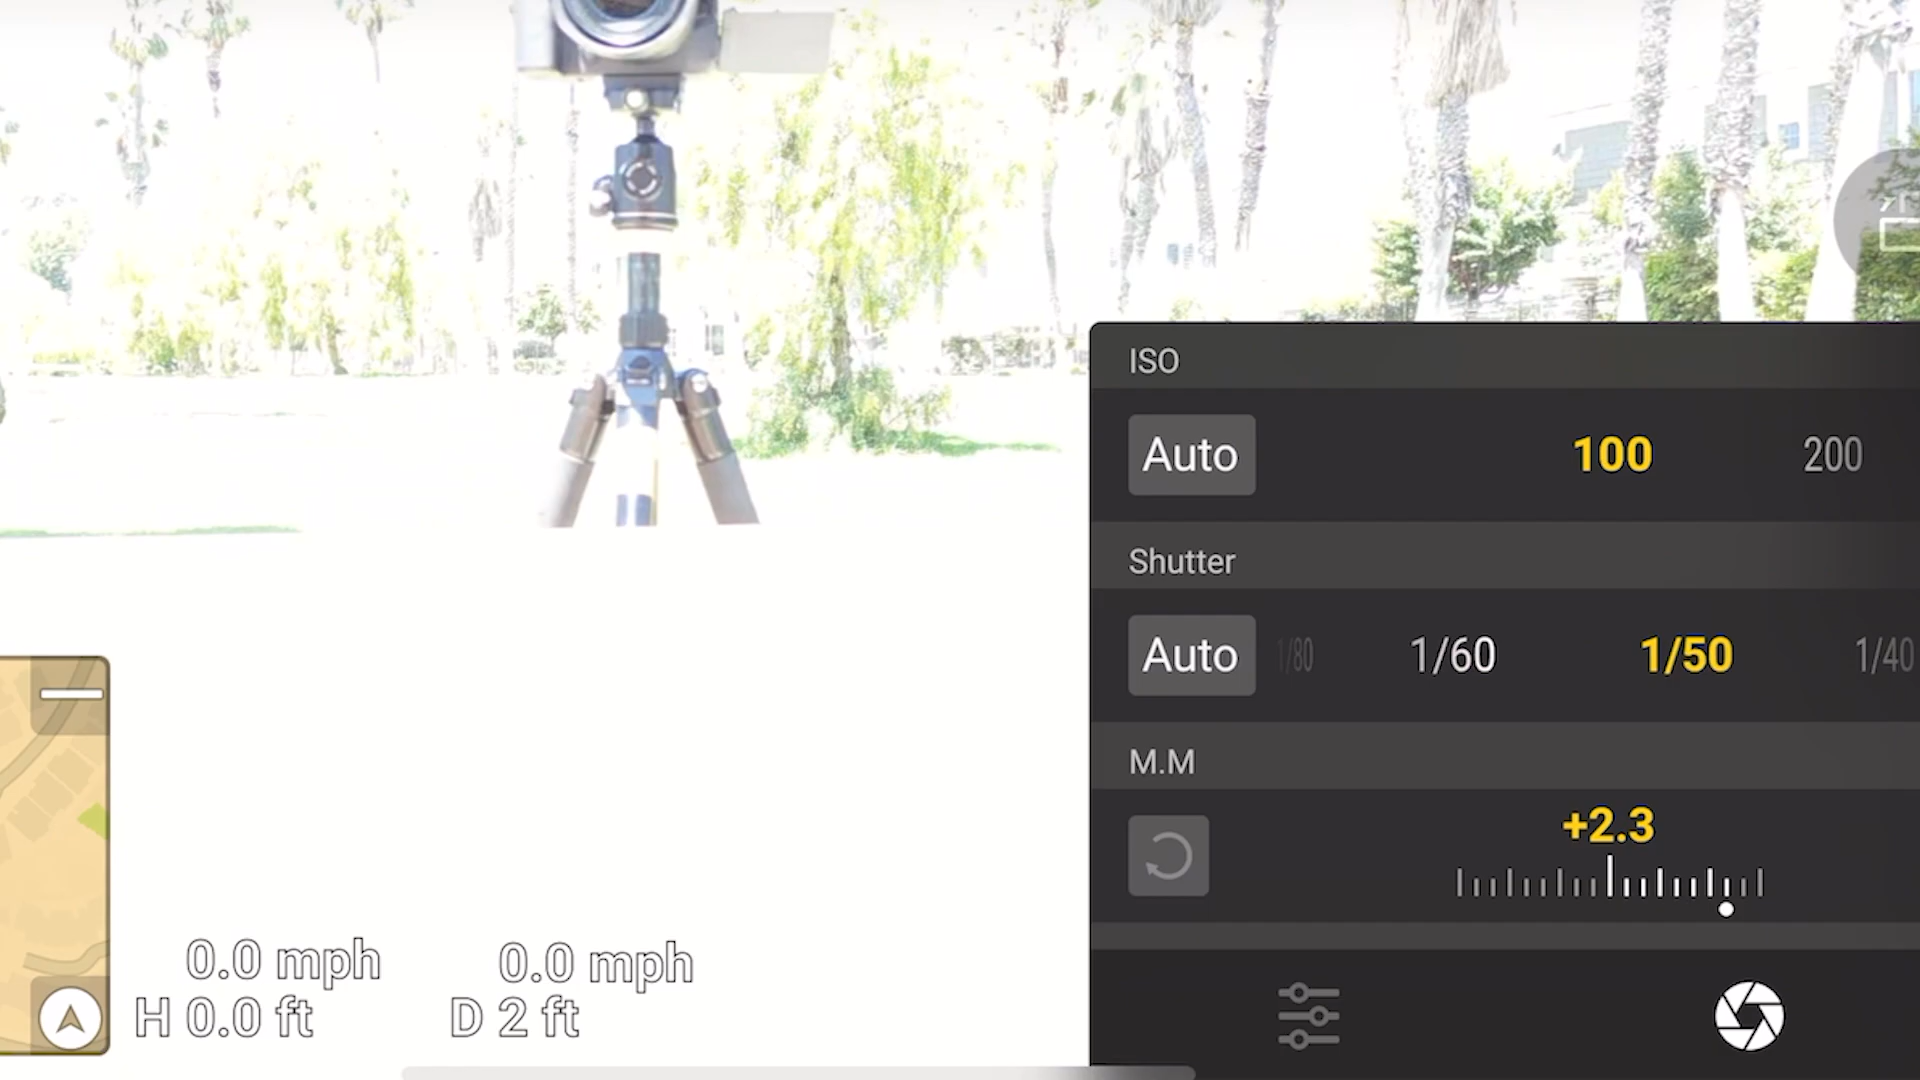 ISO
Auto 100 200
Shutter
Auto 1/80 1/60 1/50 1/40
M.M
+2.3
0.0 mph 0.0 mph
H 0.0 ft D 2 ft